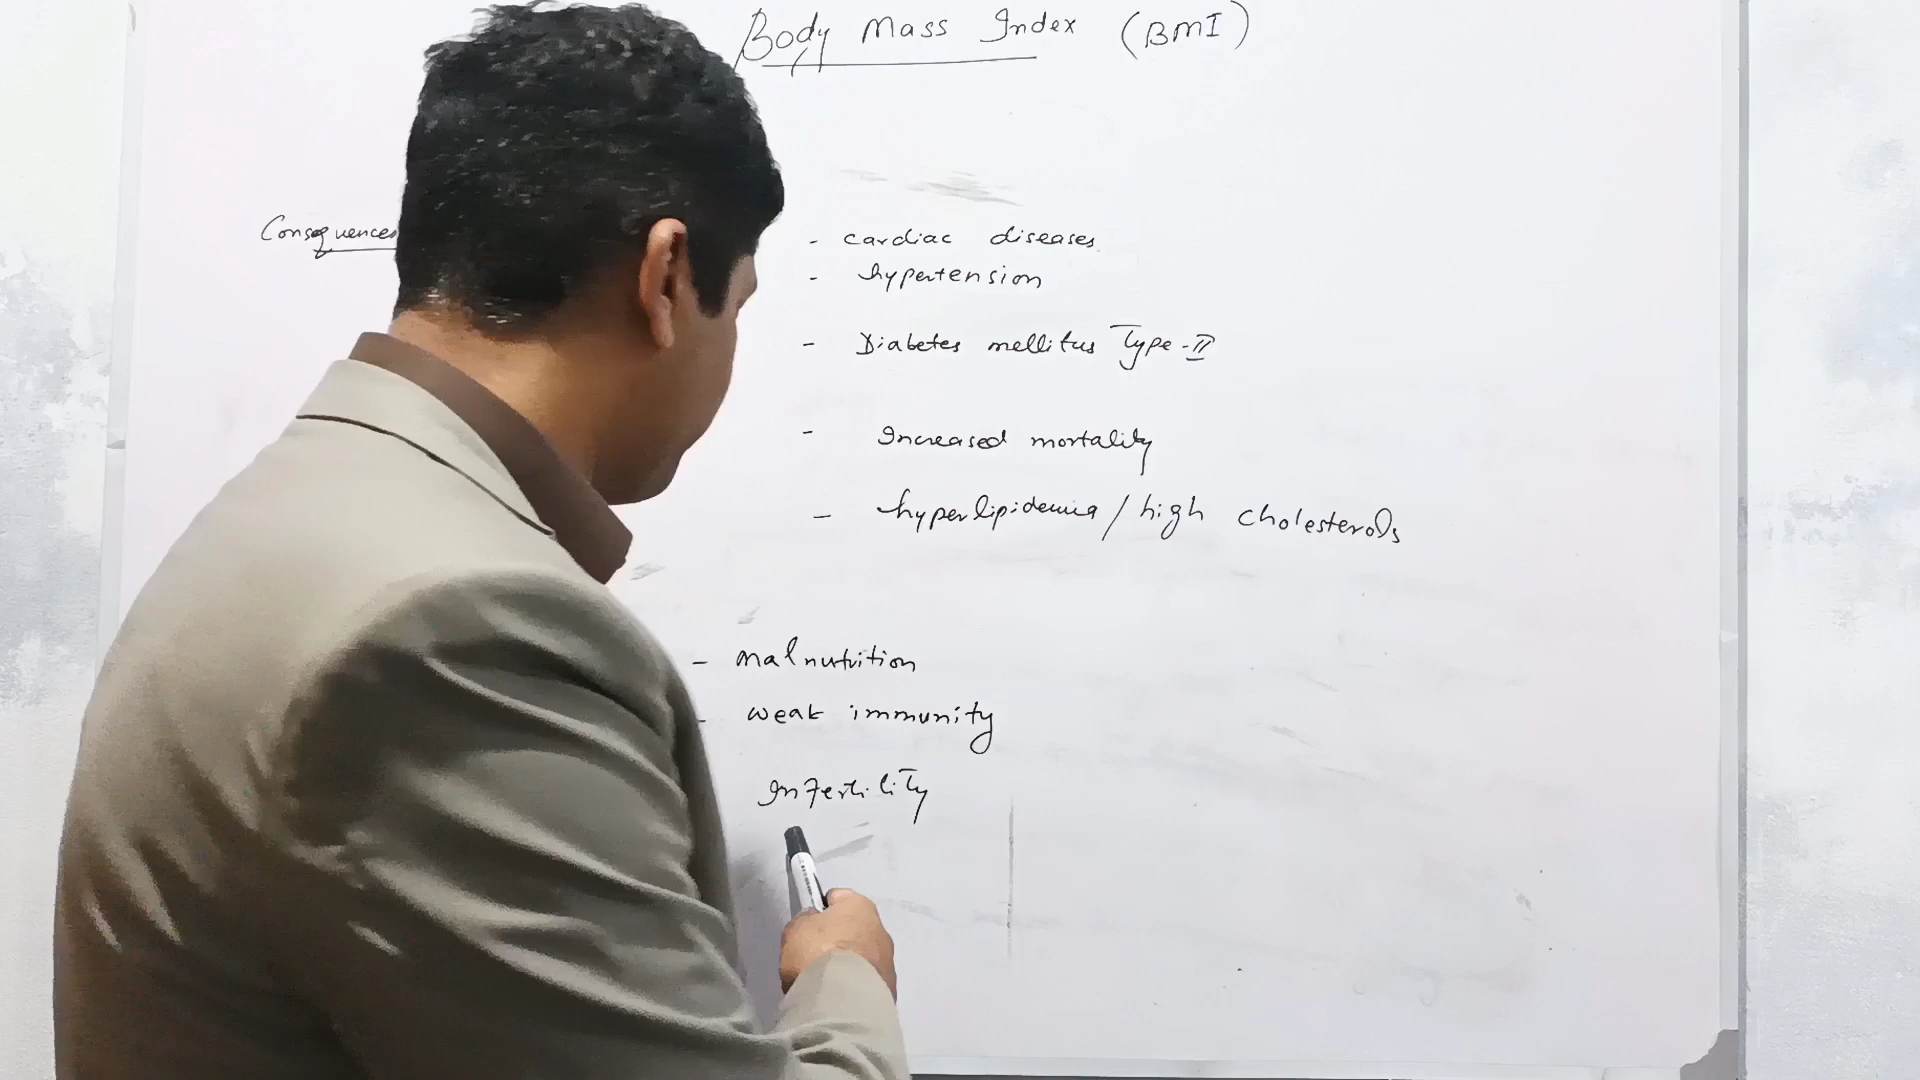 Body Mass Index (BMI)
Consequences
- cardiac diseases
- hypertension
- Diabetes mellitus Type-II
- Increased mortality
- hyperlipidemia/high cholesterols
- malnutrition
- weak immunity
Infertility